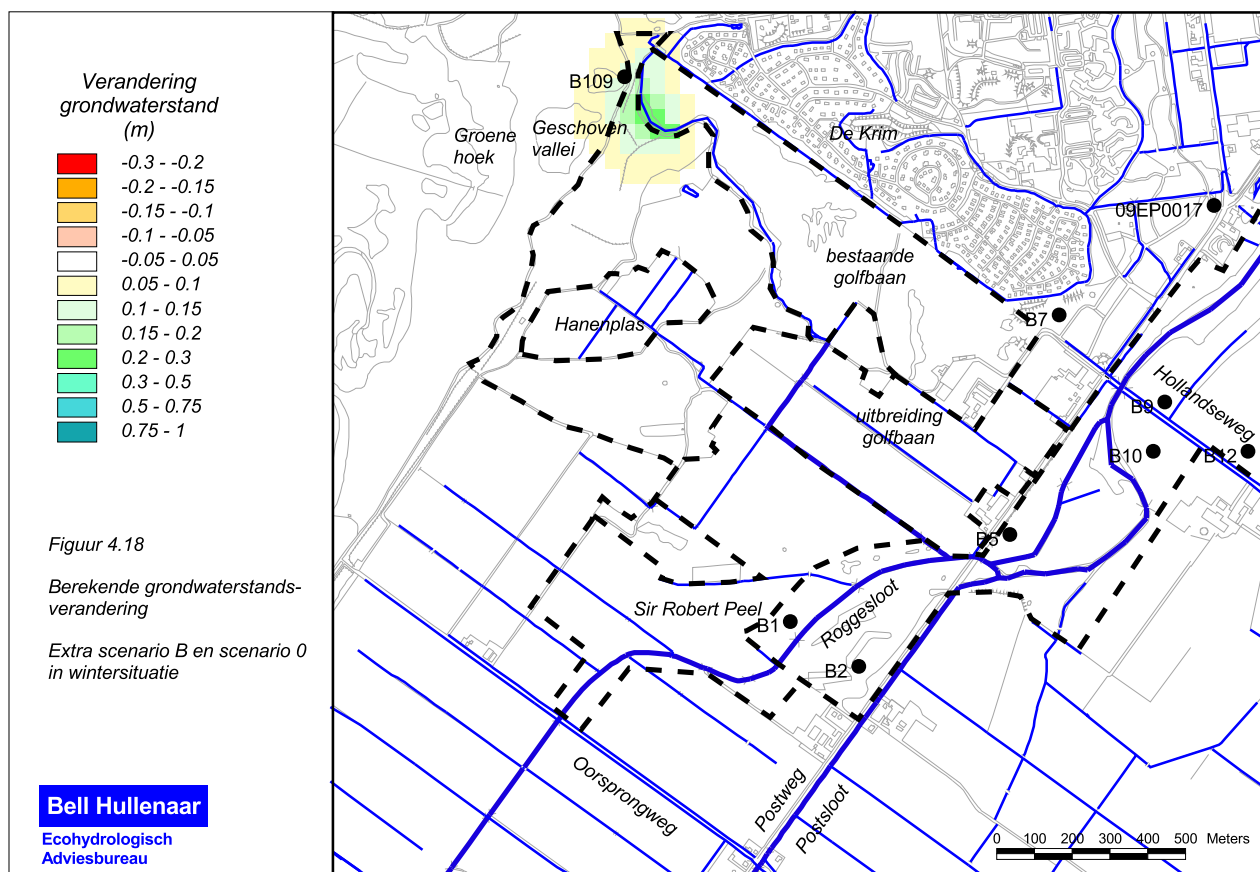 Verandering
grondwaterstand
(m)
-0.3 - -0.2
-0.2 - -0.15
-0.15 - -0.1
-0.1 - -0.05
-0.05 - 0.05
0.05 - 0.1
0.1 - 0.15
0.15 - 0.2
0.2 - 0.3
0.3 - 0.5
0.5 - 0.75
0.75 - 1
Figuur 4.18
Berekende grondwaterstands-
verandering
Extra scenario B en scenario 0
in wintersituatie
Bell Hullenaar
Ecohydrologisch
Adviesbureau
B109
Groene
hoek
Geschoven
vallei
De Krim
09EP0017
bestaande
golfbaan
Hanenplas
B7
Hollandseweg
B9
uitbreiding
golfbaan
B10
B12
B5
Sir Robert Peel
B1
Roggesloot
B2
Oorsprongweg
Postweg
Postsloot
0 100 200 300 400 500 Meters